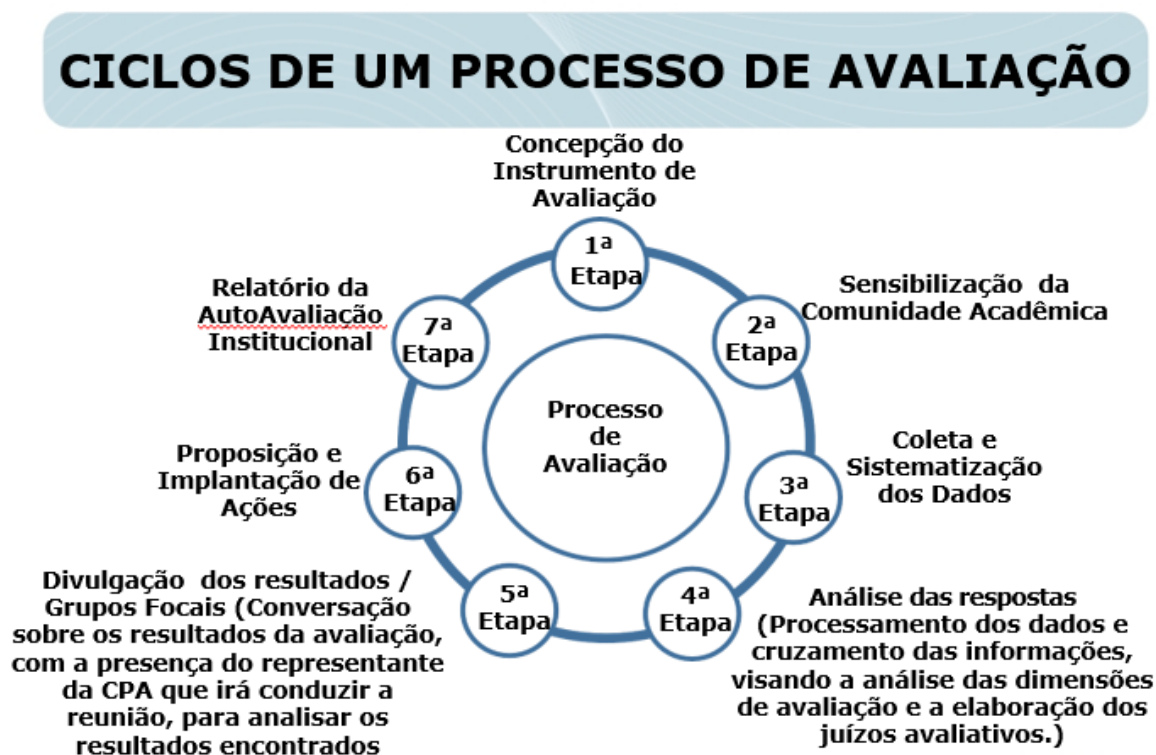 CICLOS DE UM PROCESSO DE AVALIAÇÃO
Concepção do
Instrumento de
Avaliação
1ª
Etapa
Sensibilização da
Comunidade Acadêmica
2ª
Etapa
Coleta e
Sistematização
dos Dados
3ª
Etapa
Análise das respostas
(Processamento dos dados e
cruzamento das informações,
visando a análise das dimensões
de avaliação e a elaboração dos
juízos avaliativos.)
4ª
Etapa
Divulgação dos resultados /
Grupos Focais (Conversação
sobre os resultados da avaliação,
com a presença do representante
da CPA que irá conduzir a
reunião, para analisar os
resultados encontrados
5ª
Etapa
Proposição e
Implantação de
Ações
6ª
Etapa
Relatório da
AutoAvaliação
Institucional
7ª
Etapa
Processo
de
Avaliação